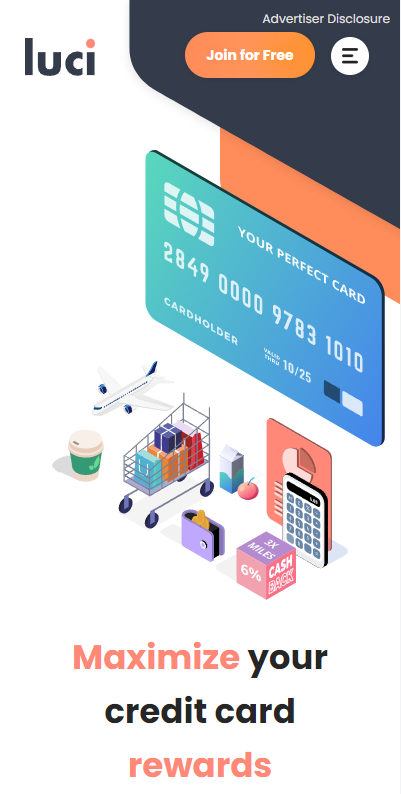 Advertiser Disclosure
luci
Join for Free
YOUR PERFECT CARD
2849 0000 9783 1010
CARDHOLDER
VALID
THRU
10/25
3X
MILES
6%
CASH
BACK
Maximize your
credit card
rewards